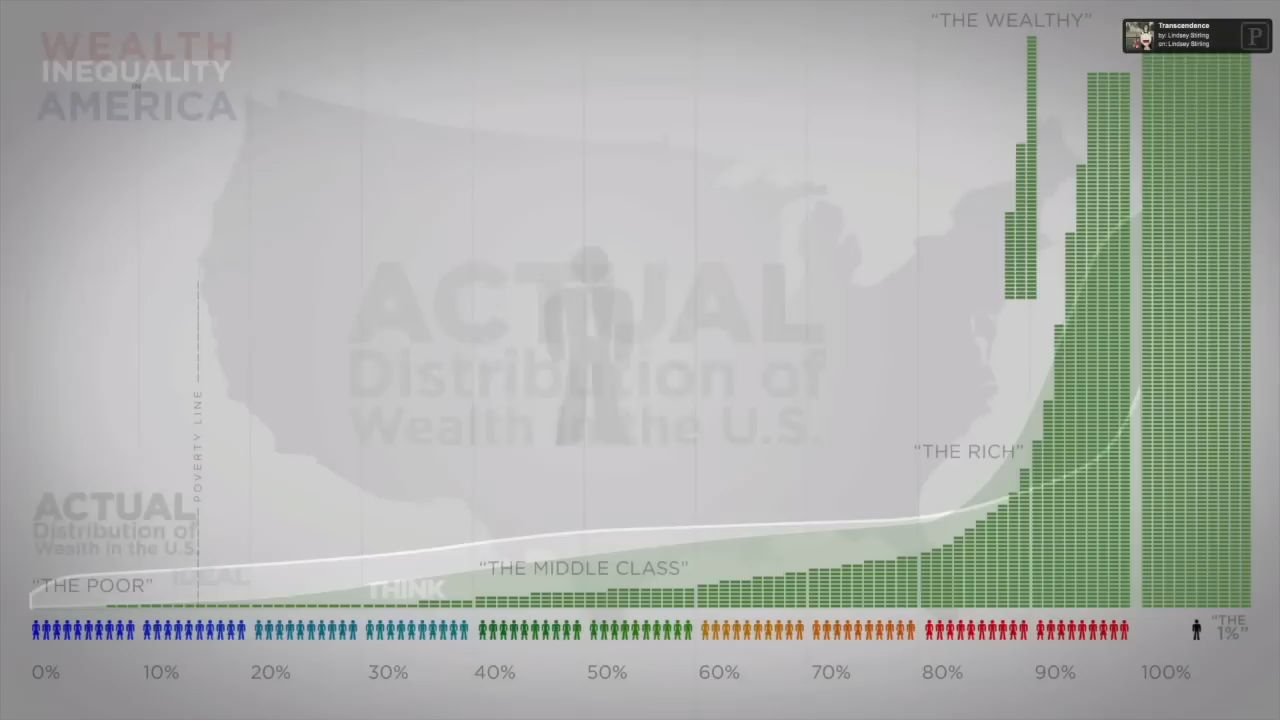 "THE WEALTHY"
Transcendence
by: Lindsey Stirling
on: Lindsey Stirling
P
WEALTH
INEQUALITY
IN
AMERICA
ACTUAL
Distribution of
Wealth in the U.S.
POVERTY LINE
"THE RICH"
ACTUAL
Distribution of
Wealth in the U.S.
"THE MIDDLE CLASS"
"THE POOR"
IDEAL
THINK
"THE
1%"
0% 10% 20% 30% 40% 50% 60% 70% 80% 90% 100%